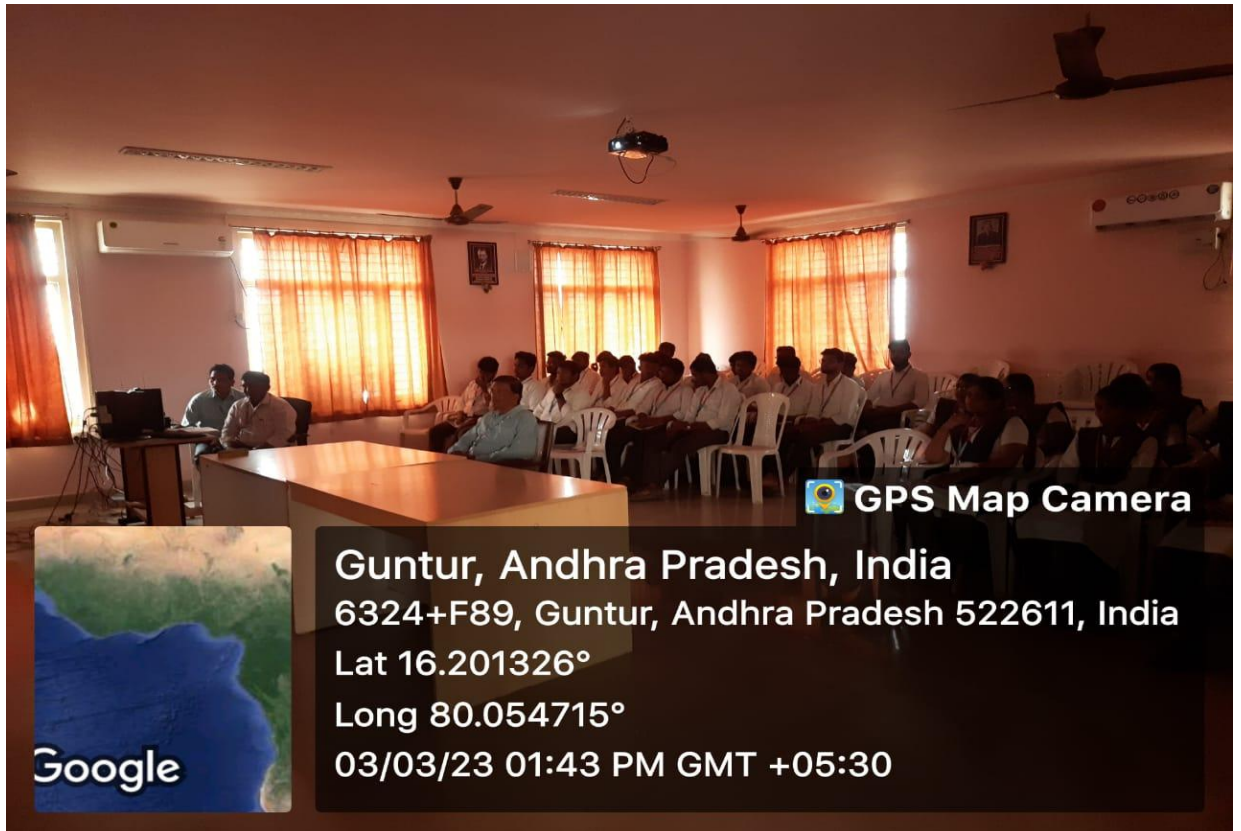 GPS Map Camera
Guntur, Andhra Pradesh, India
6324+F89, Guntur, Andhra Pradesh 522611, India
Lat 16.201326°
Long 80.054715°
03/03/23 01:43 PM GMT +05:30
Google